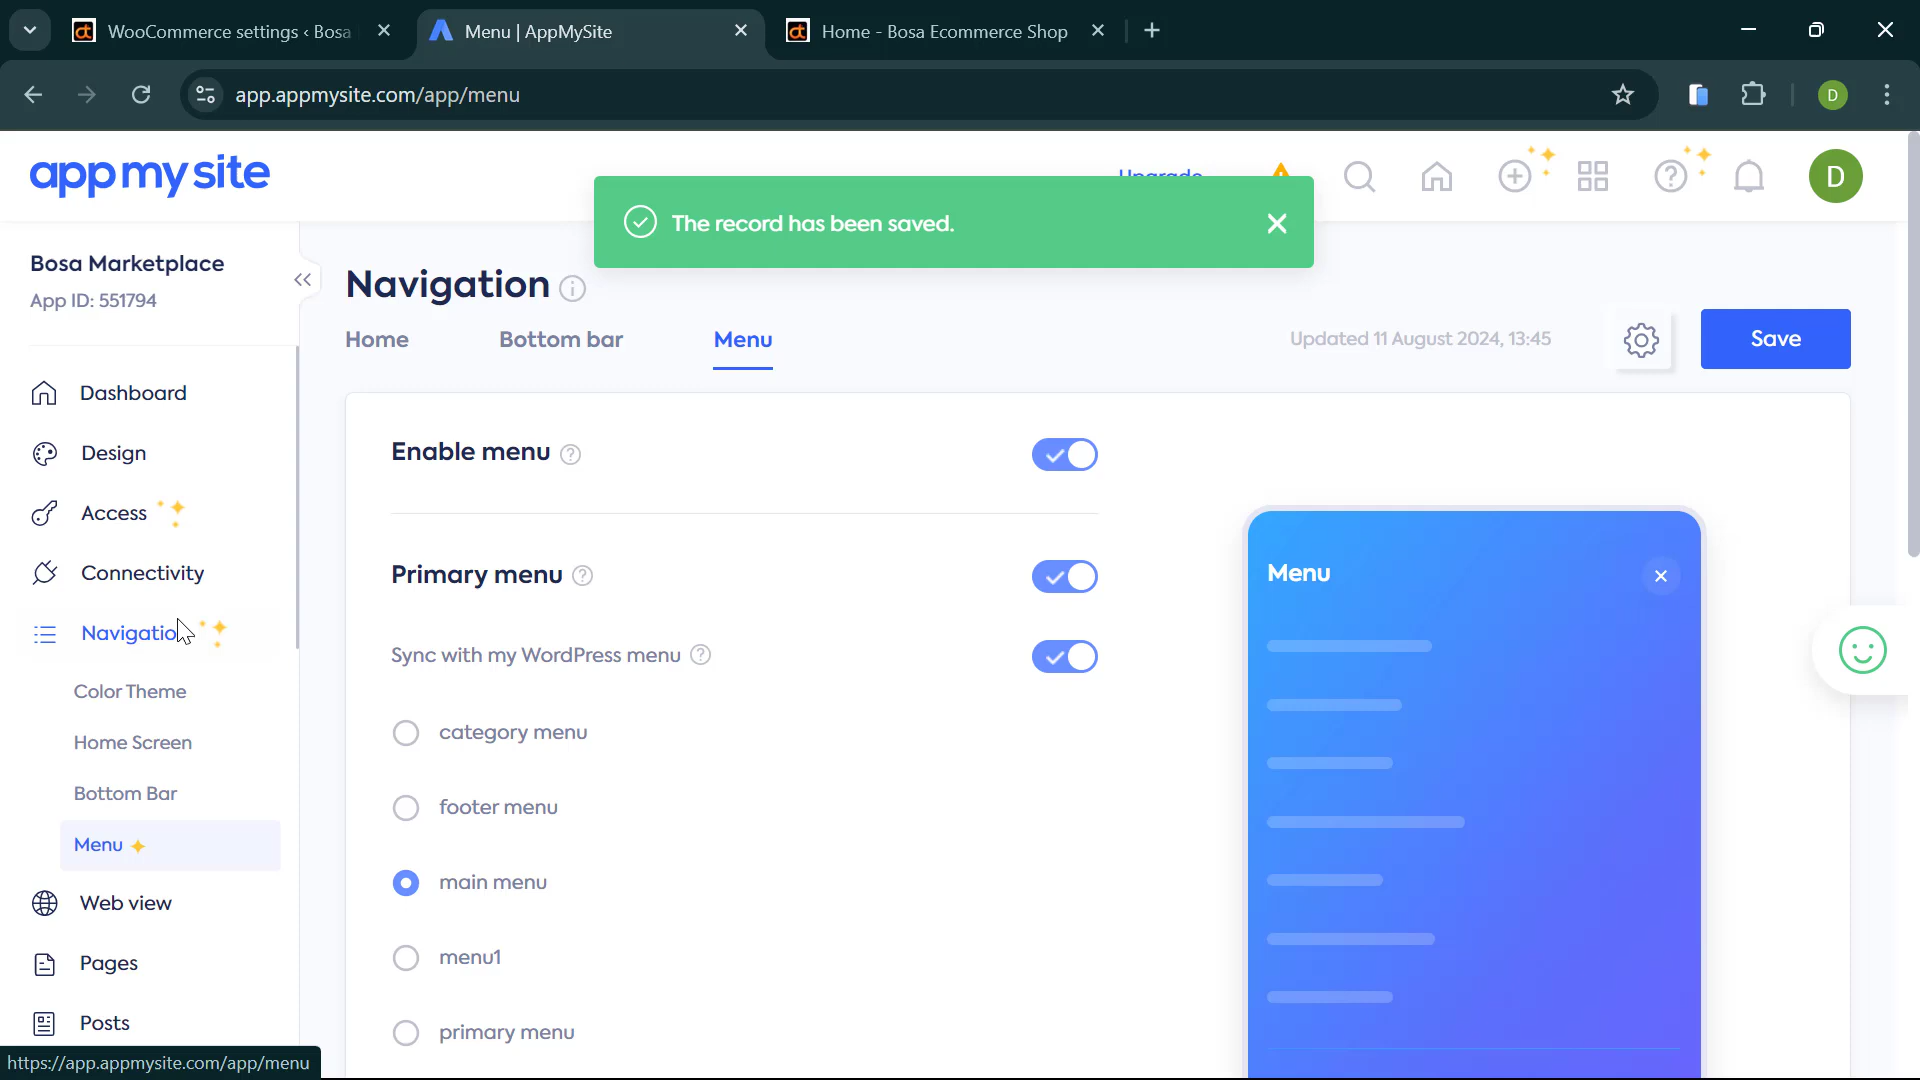 WooCommerce settings ‹ Bosa
Menu | AppMySite
Home - Bosa Ecommerce Shop
app.appmysite.com/app/menu
D
appmysite
Upgrade
D
The record has been saved.
Bosa Marketplace
App ID: 551794
Navigation
Home
Bottom bar
Menu
Updated 11 August 2024, 13:45
Save
Dashboard
Design
Access
Connectivity
Navigation
Color Theme
Home Screen
Bottom Bar
Menu
Web view
Pages
Posts
Enable menu
Primary menu
Sync with my WordPress menu
category menu
footer menu
main menu
menu1
primary menu
Menu
https://app.appmysite.com/app/menu